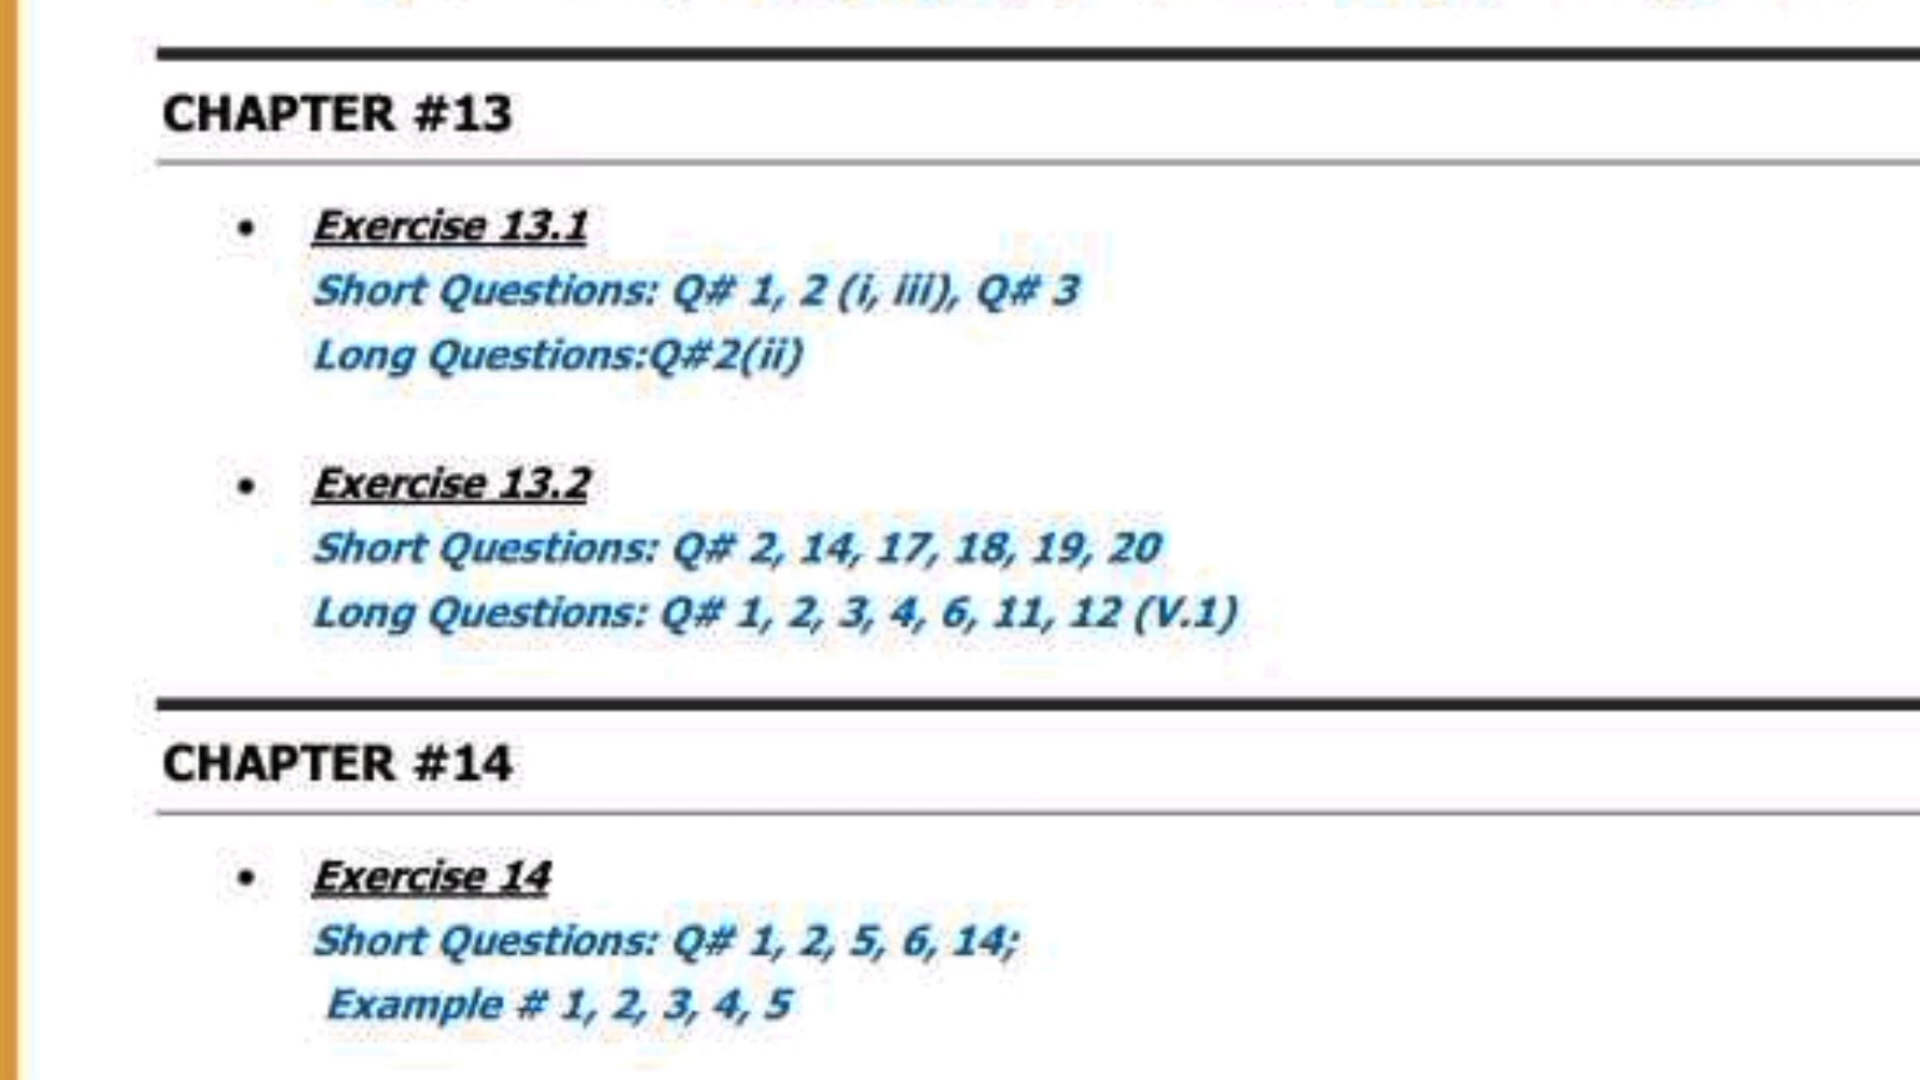 CHAPTER #13
• Exercise 13.1
Short Questions: Q# 1, 2 (i, iii), Q# 3
Long Questions:Q#2(ii)
• Exercise 13.2
Short Questions: Q# 2, 14, 17, 18, 19, 20
Long Questions: Q# 1, 2, 3, 4, 6, 11, 12 (V.1)
CHAPTER #14
• Exercise 14
Short Questions: Q# 1, 2, 5, 6, 14;
Example # 1, 2, 3, 4, 5